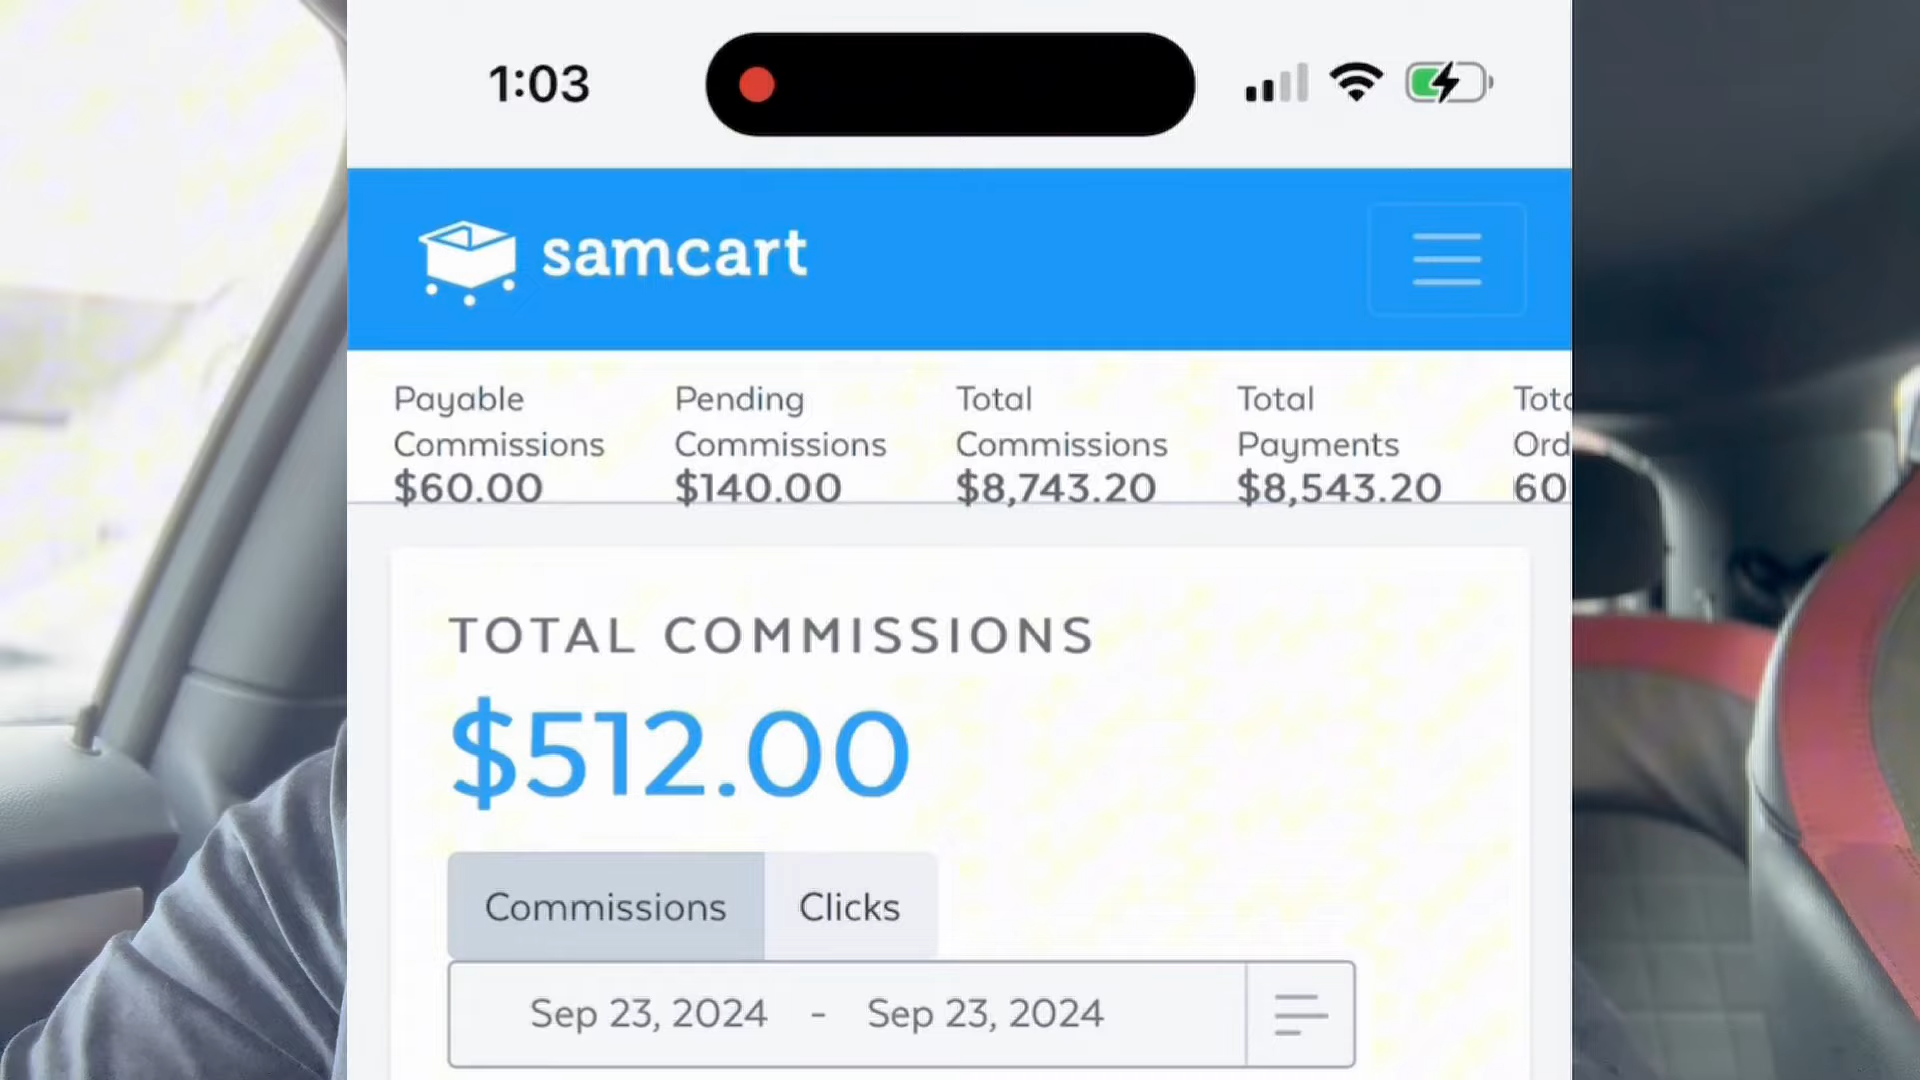 1:03
samcart
Payable Commissions $60.00
Pending Commissions $140.00
Total Commissions $8,743.20
Total Payments $8,543.20
60
TOTAL COMMISSIONS
$512.00
Commissions Clicks
Sep 23, 2024 - Sep 23, 2024